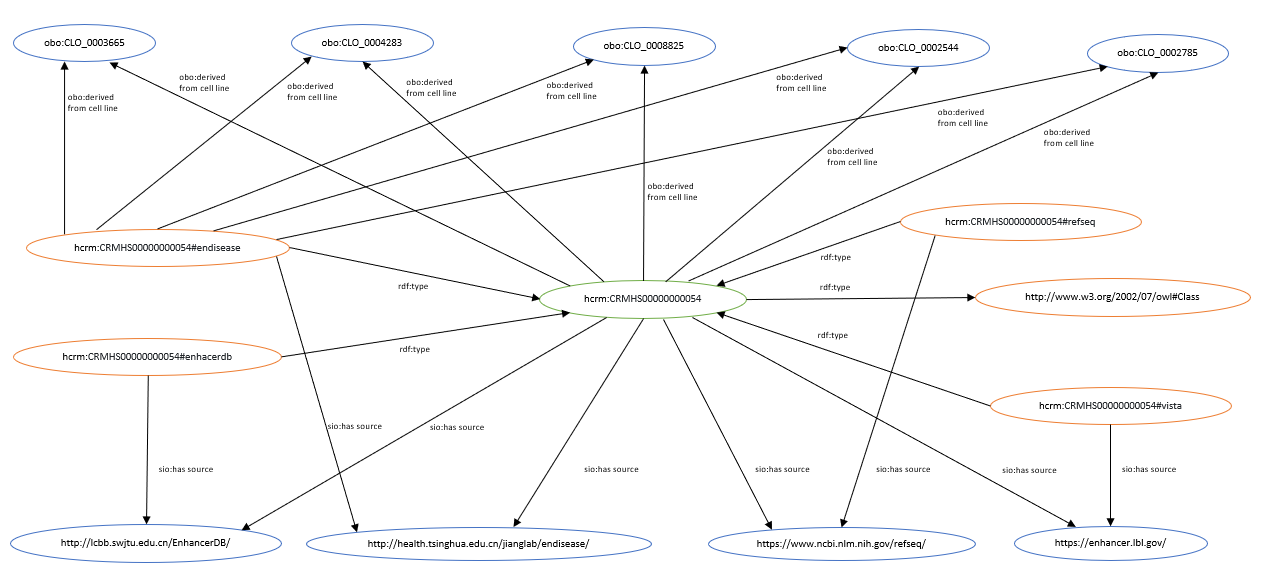 obo:CLO_0003665
obo:CLO_0004283
obo:CLO_0008825
obo:CLO_0002544
obo:CLO_0002785
obo:derived
from cell line
obo:derived
from cell line
obo:derived
from cell line
obo:derived
from cell line
obo:derived
from cell line
obo:derived
from cell line
obo:derived
from cell line
obo:derived
from cell line
obo:derived
from cell line
obo:derived
from cell line
hcrm:CRMHS00000000054#endisease
hcrm:CRMHS00000000054#refseq
rdf:type
rdf:type
rdf:type
hcrm:CRMHS00000000054
http://www.w3.org/2002/07/owl#Class
rdf:type
rdf:type
hcrm:CRMHS00000000054#enhacerdb
hcrm:CRMHS00000000054#vista
sio:has source
sio:has source
sio:has source
sio:has source
sio:has source
sio:has source
sio:has source
sio:has source
http://lcbb.swjtu.edu.cn/EnhancerDB/
http://health.tsinghua.edu.cn/jianglab/endisease/
https://www.ncbi.nlm.nih.gov/refseq/
https://enhancer.lbl.gov/